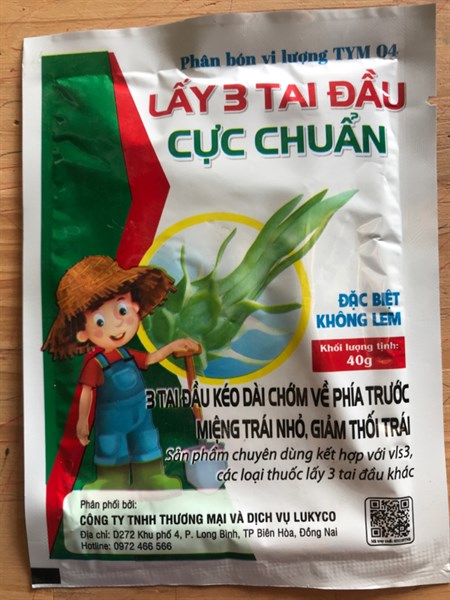 Phân bón vi lượng TYM 04
LẤY 3 TAI ĐẦU
CỰC CHUẨN
ĐẶC BIỆT
KHÔNG LEM
Khối lượng tịnh:
40g
3 TAI ĐẦU KÉO DÀI CHỚM VỀ PHÍA TRƯỚC
MIỆNG TRÁI NHỎ, GIẢM THỐI TRÁI
Sản phẩm chuyên dùng kết hợp với vls3,
các loại thuốc lấy 3 tai đầu khác
Phân phối bởi:
CÔNG TY TNHH THƯƠNG MẠI VÀ DỊCH VỤ LUKYCO
Địa chỉ: D272 Khu phố 4, P. Long Bình, TP Biên Hòa, Đồng Nai
Hotline: 0972 466 566